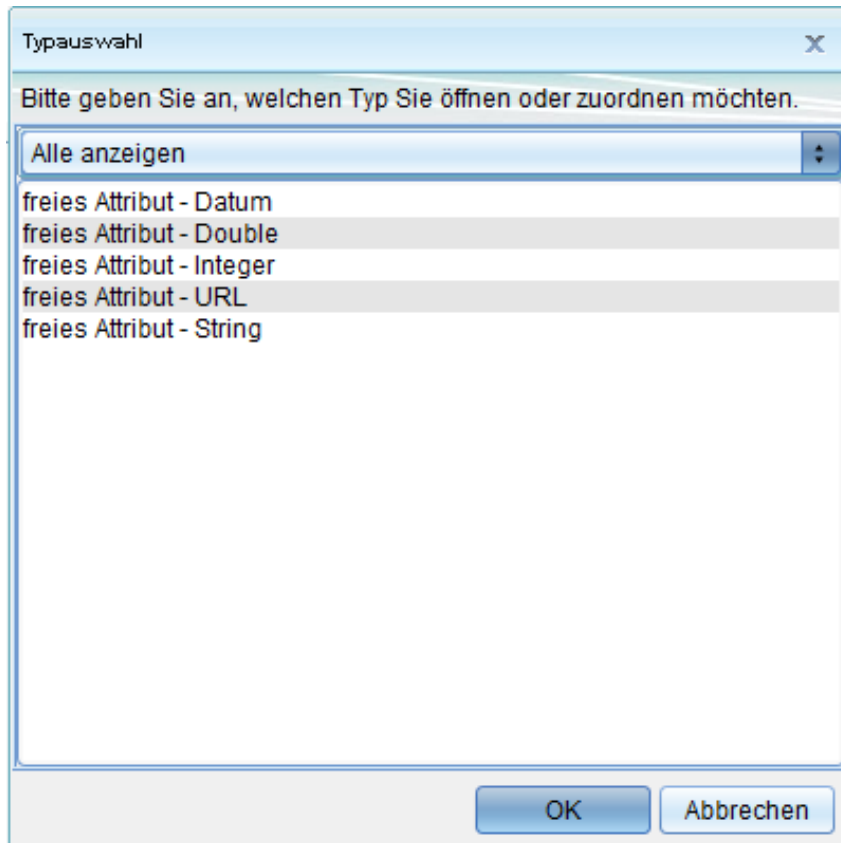 Typauswahl
Bitte geben Sie an, welchen Typ Sie öffnen oder zuordnen möchten.
Alle anzeigen
freies Attribut - Datum
freies Attribut - Double
freies Attribut - Integer
freies Attribut - URL
freies Attribut - String
OK
Abbrechen